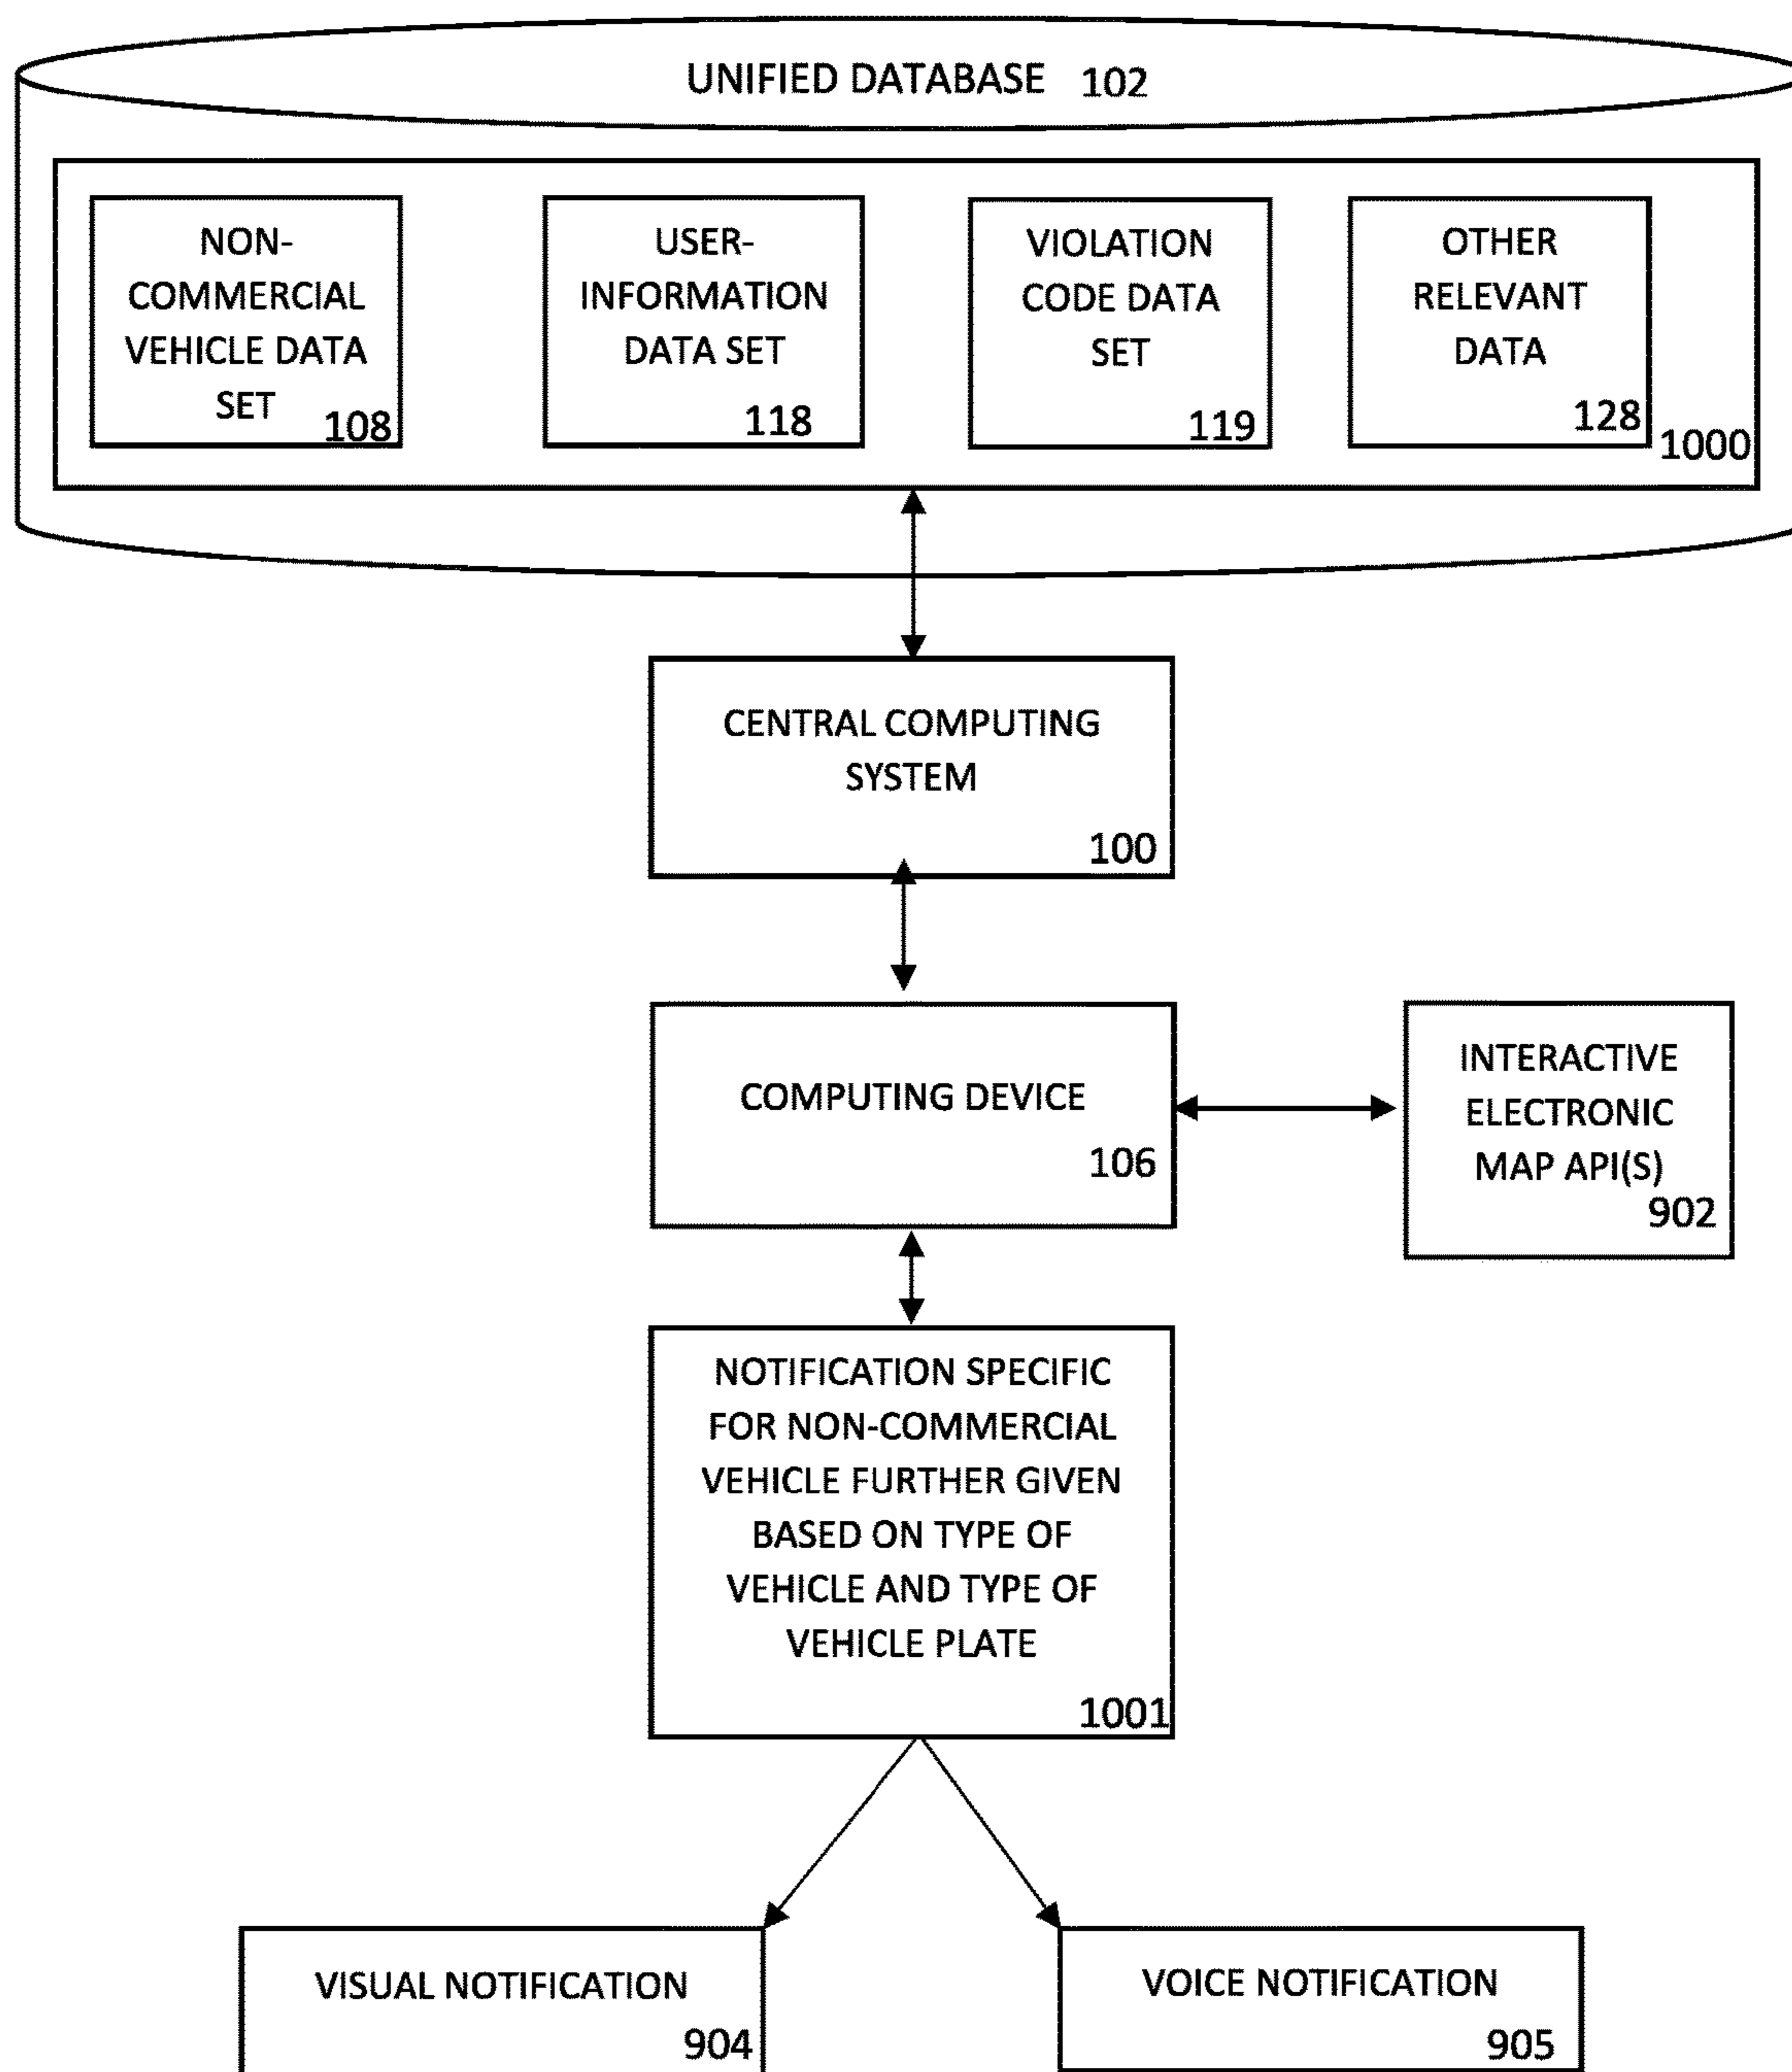 UNIFIED DATABASE 102
NON-
COMMERCIAL
VEHICLE DATA
SET
108
USER-
INFORMATION
DATA SET
118
VIOLATION
CODE DATA
SET
119
OTHER
RELEVANT
DATA
128
1000
CENTRAL COMPUTING
SYSTEM
100
COMPUTING DEVICE
106
INTERACTIVE
ELECTRONIC
MAP API(S)
902
NOTIFICATION SPECIFIC
FOR NON-COMMERCIAL
VEHICLE FURTHER GIVEN
BASED ON TYPE OF
VEHICLE AND TYPE OF
VEHICLE PLATE
1001
VISUAL NOTIFICATION
904
VOICE NOTIFICATION
905